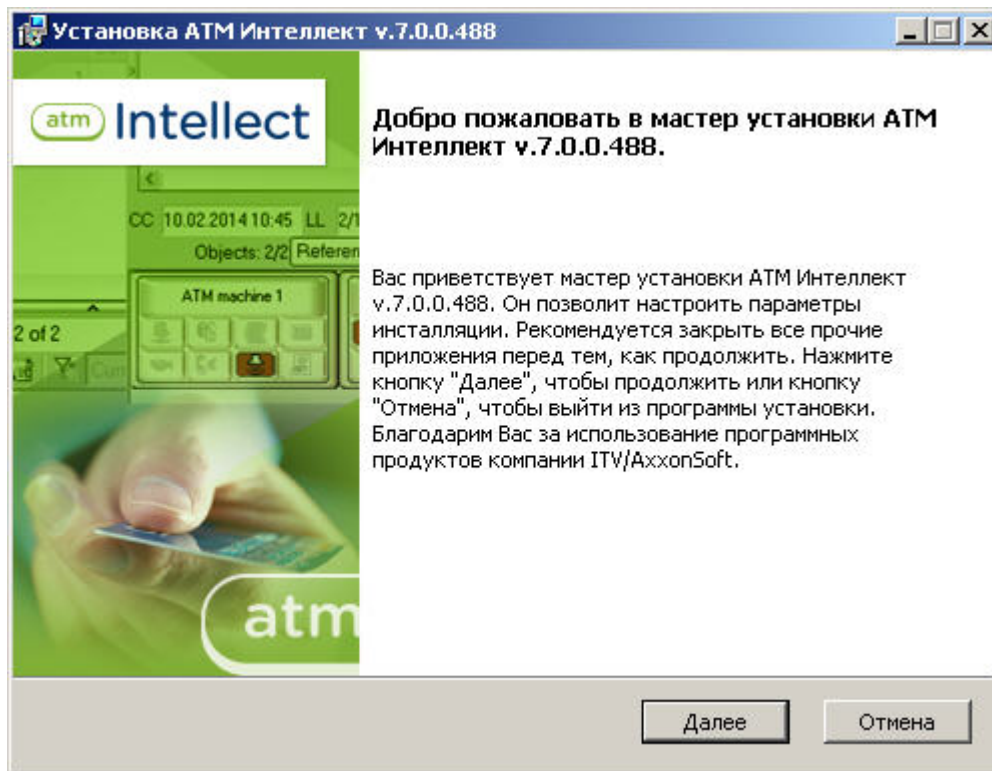 Установка АТМ Интеллект v.7.0.0.488
atm Intellect
CC 10.02.2014 10:45 LL 2/1
Objects: 2/2 Referen
ATM machine 1
2 of 2
Curr
atm
Добро пожаловать в мастер установки АТМ
Интеллект v.7.0.0.488.
Вас приветствует мастер установки АТМ Интеллект
v.7.0.0.488. Он позволит настроить параметры
инсталляции. Рекомендуется закрыть все прочие
приложения перед тем, как продолжить. Нажмите
кнопку "Далее", чтобы продолжить или кнопку
"Отмена", чтобы выйти из программы установки.
Благодарим Вас за использование программных
продуктов компании ITV/AxxonSoft.
Далее
Отмена